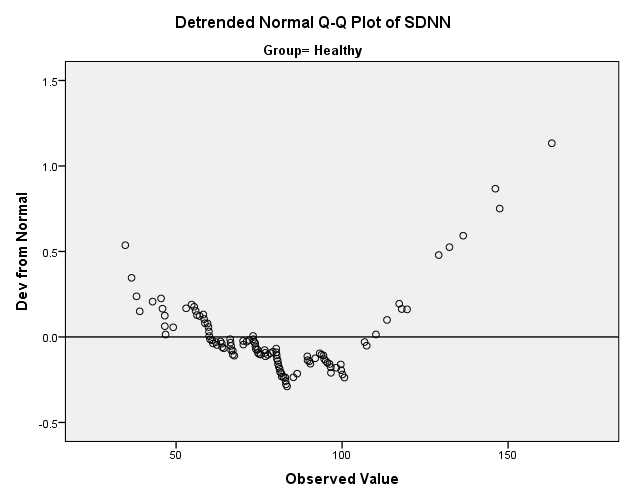 Detrended Normal Q-Q Plot of SDNN
Group= Healthy
1.5
1.0
0.5
0.0
-0.5
Dev from Normal
50
100
150
Observed Value